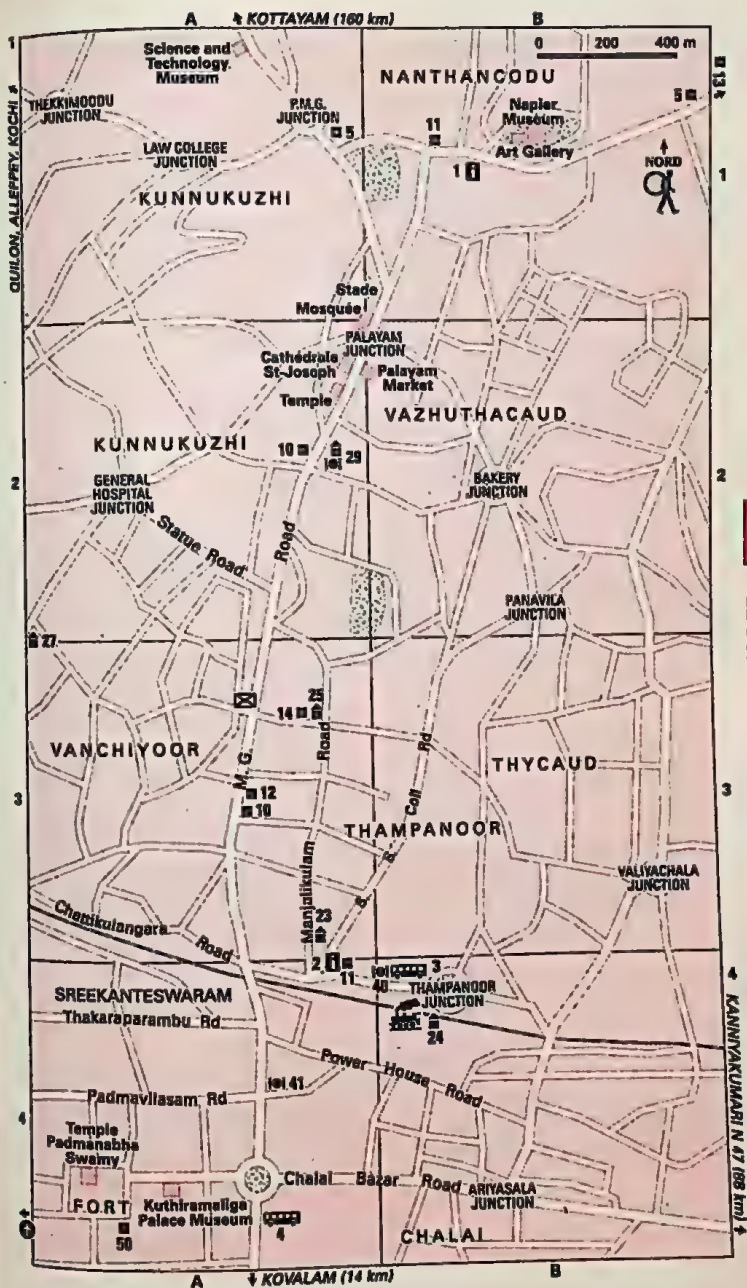 A
KOTTAYAM (160 km)
B
1
Science and
Technology
Museum
0 200 400 m
NANTHANCODU
13
5
THEKKIMOODU
JUNCTION
P.M.G.
JUNCTION
5
11
Napier
Museum
LAW COLLEGE
JUNCTION
1
Art Gallery
NORD
1
QUILON, ALLEPPEY, KOCHI
KUNNUKUZHI
Stade
Mosquée
PALAYAM
JUNCTION
Cathédrale
St-Joseph
Palayam
Market
Temple
VAZHUTHACAUD
KUNNUKUZHI
10
29
2
GENERAL
HOSPITAL
JUNCTION
BAKERY
JUNCTION
2
Statue Road
Road
PANAVILA
JUNCTION
27
25
14
VANCHIYOOR
Road
Rd
THYCAUD
M. G.
12
10
3
Coll
3
THAMPANOOR
VALIYACHALA
JUNCTION
Manjalikulam
S.
S.
Chettikulangara
Road
23
2
11
40
3
4
SREEKANTESWARAM
THAMPANOOR
JUNCTION
Thakaraparambu Rd
24
Power House Road
41
Padmavilasam Rd
4
Temple
Padmanabha
Swamy
Chalai Bazar Road
ARIYASALA
JUNCTION
FORT
Kuthiramaliga
Palace Museum
50
4
CHALAI
KANNIYAKUMARI N 47 (88 km)
A
KOVALAM (14 km)
B